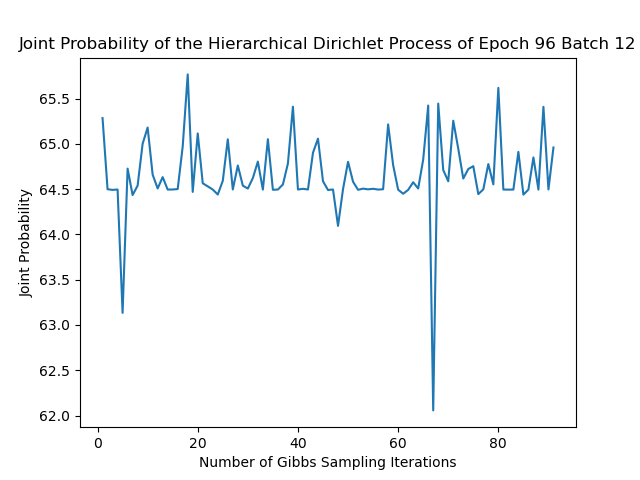 Joint Probability of the Hierarchical Dirichlet Process of Epoch 96 Batch 12
65.5
65.0
64.5
64.0
63.5
63.0
62.5
62.0
Joint Probability
0 20 40 60 80
Number of Gibbs Sampling Iterations